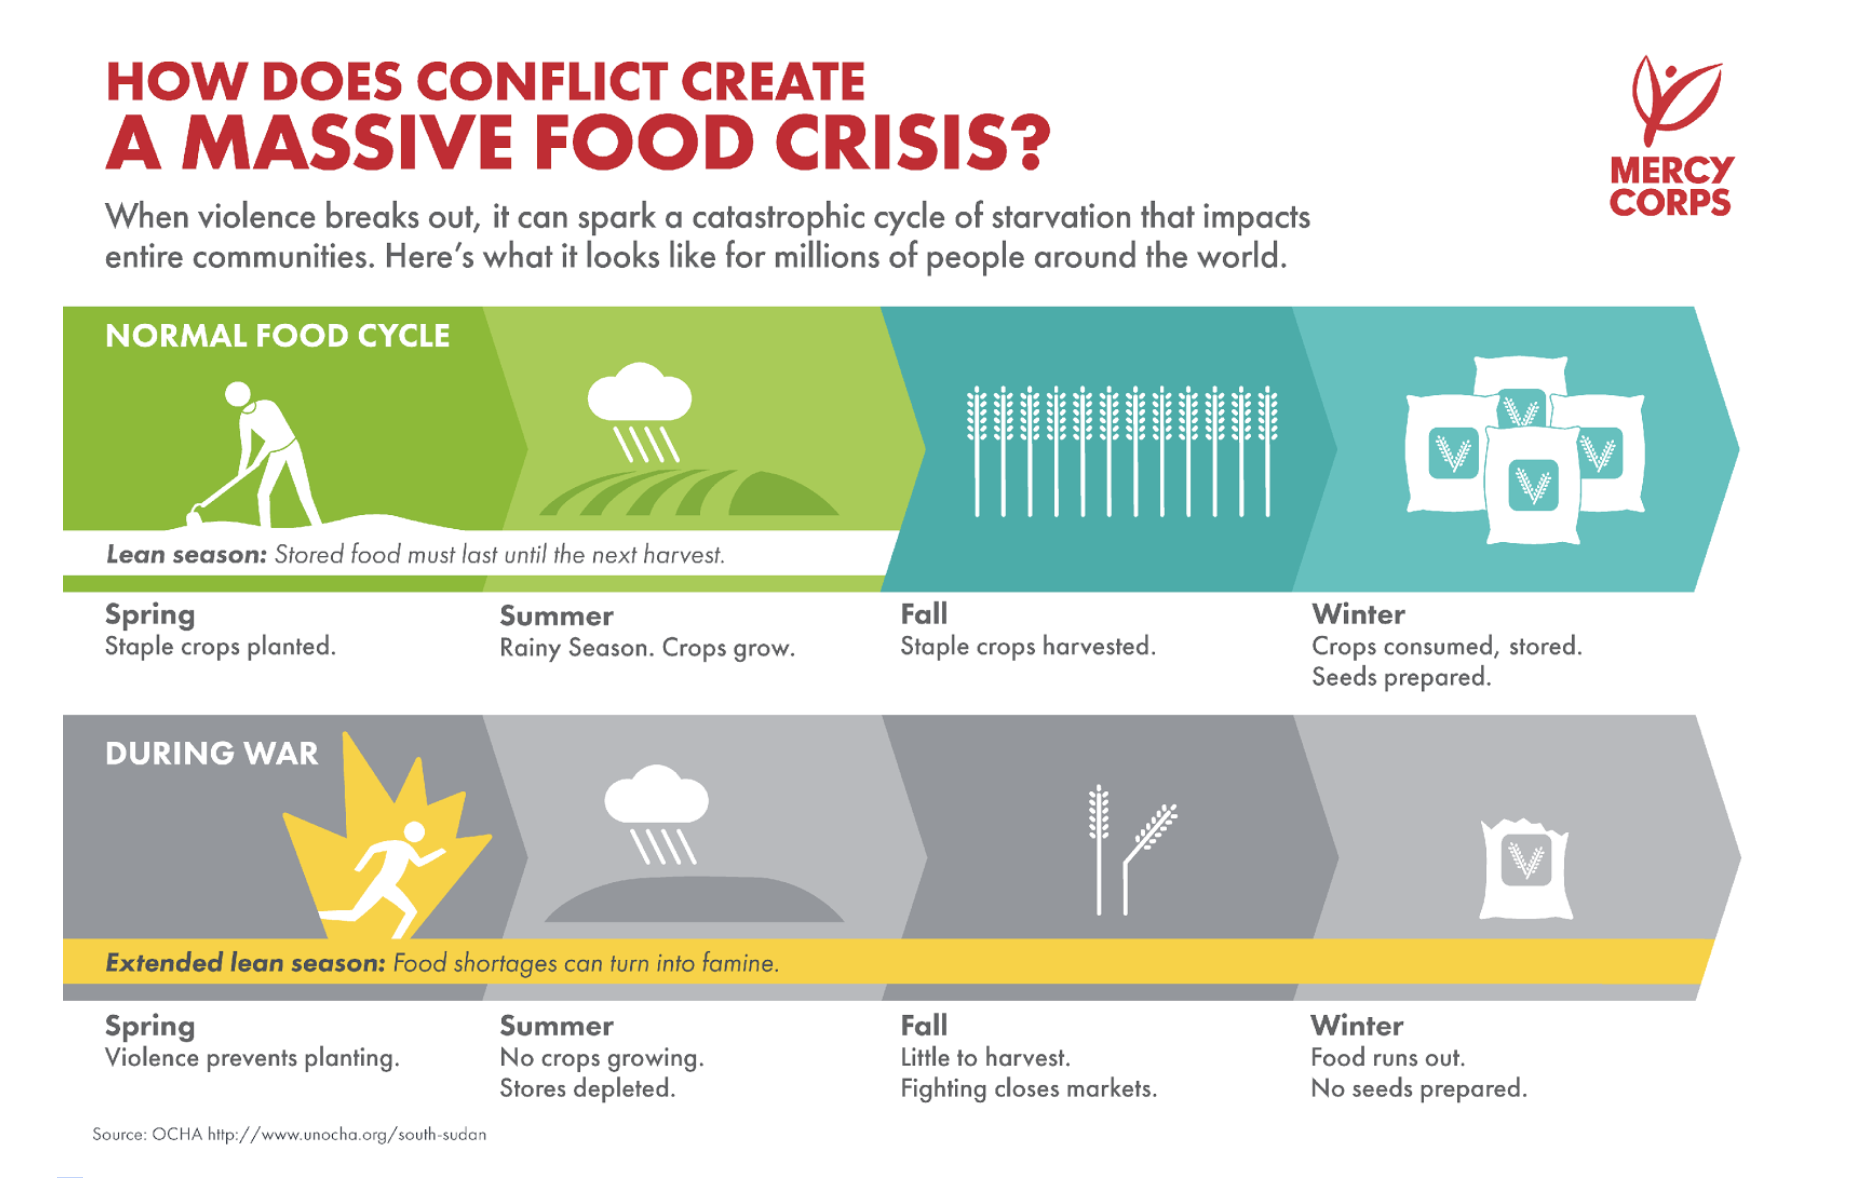 HOW DOES CONFLICT CREATE
A MASSIVE FOOD CRISIS?
MERCY
CORPS
When violence breaks out, it can spark a catastrophic cycle of starvation that impacts
entire communities. Here's what it looks like for millions of people around the world.
NORMAL FOOD CYCLE
Lean season: Stored food must last until the next harvest.
Spring
Staple crops planted.
Summer
Rainy Season. Crops grow.
Fall
Staple crops harvested.
Winter
Crops consumed, stored.
Seeds prepared.
DURING WAR
Extended lean season: Food shortages can turn into famine.
Spring
Violence prevents planting.
Summer
No crops growing.
Stores depleted.
Fall
Little to harvest.
Fighting closes markets.
Winter
Food runs out.
No seeds prepared.
Source: OCHA http://www.unocha.org/south-sudan